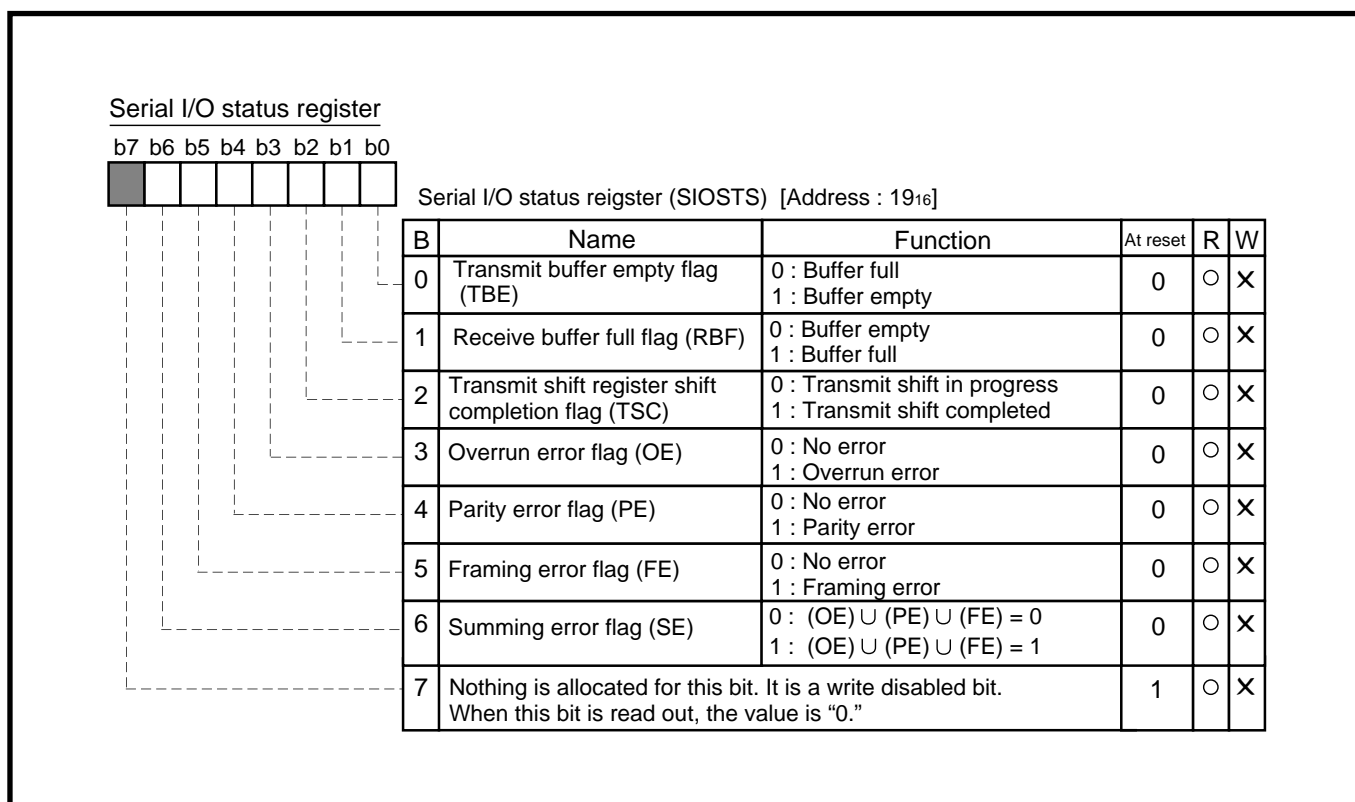 Serial I/O status register
b7 b6 b5 b4 b3 b2 b1 b0
Serial I/O status reigster (SIOSTS) [Address : 19₁₆]
B Name Function At reset R W
0 Transmit buffer empty flag (TBE) 0 : Buffer full 1 : Buffer empty 0 ○ ×
1 Receive buffer full flag (RBF) 0 : Buffer empty 1 : Buffer full 0 ○ ×
2 Transmit shift register shift completion flag (TSC) 0 : Transmit shift in progress 1 : Transmit shift completed 0 ○ ×
3 Overrun error flag (OE) 0 : No error 1 : Overrun error 0 ○ ×
4 Parity error flag (PE) 0 : No error 1 : Parity error 0 ○ ×
5 Framing error flag (FE) 0 : No error 1 : Framing error 0 ○ ×
6 Summing error flag (SE) 0 : (OE) ∪ (PE) ∪ (FE) = 0 1 : (OE) ∪ (PE) ∪ (FE) = 1 0 ○ ×
7 Nothing is allocated for this bit. It is a write disabled bit. When this bit is read out, the value is “0.” 1 ○ ×